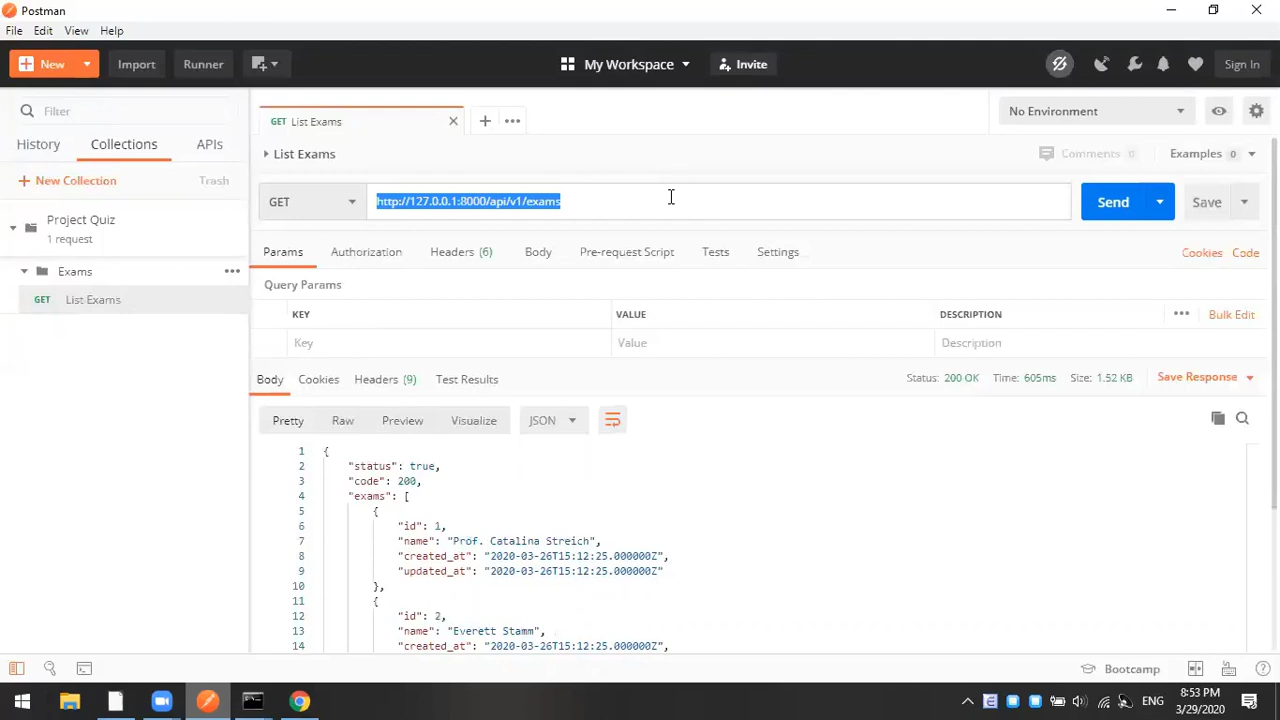 Postman
File Edit View Help
New Import Runner My Workspace Invite Sign In
Filter
GET List Exams No Environment
History Collections APIs
List Exams Comments 0 Examples 0
New Collection Trash
GET http://127.0.0.1:8000/api/v1/exams Send Save
Project Quiz
1 request
Params Authorization Headers (6) Body Pre-request Script Tests Settings Cookies Code
Exams
Query Params
GET List Exams
KEY VALUE DESCRIPTION Bulk Edit
Key Value Description
Body Cookies Headers (9) Test Results Status: 200 OK Time: 605ms Size: 1.52 KB Save Response
Pretty Raw Preview Visualize JSON
1 {
2 "status": true,
3 "code": 200,
4 "exams": [
5 {
6 "id": 1,
7 "name": "Prof. Catalina Streich",
8 "created_at": "2020-03-26T15:12:25.000000Z",
9 "updated_at": "2020-03-26T15:12:25.000000Z"
10 },
11 {
12 "id": 2,
13 "name": "Everett Stamm",
14 "created_at": "2020-03-26T15:12:25.000000Z",
Bootcamp
ENG 8:53 PM
3/29/2020